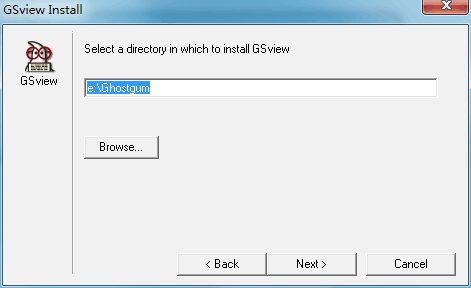 GSview Install
Select a directory in which to install GSview
GSview
e:\Ghostgum
Browse...
< Back
Next >
Cancel